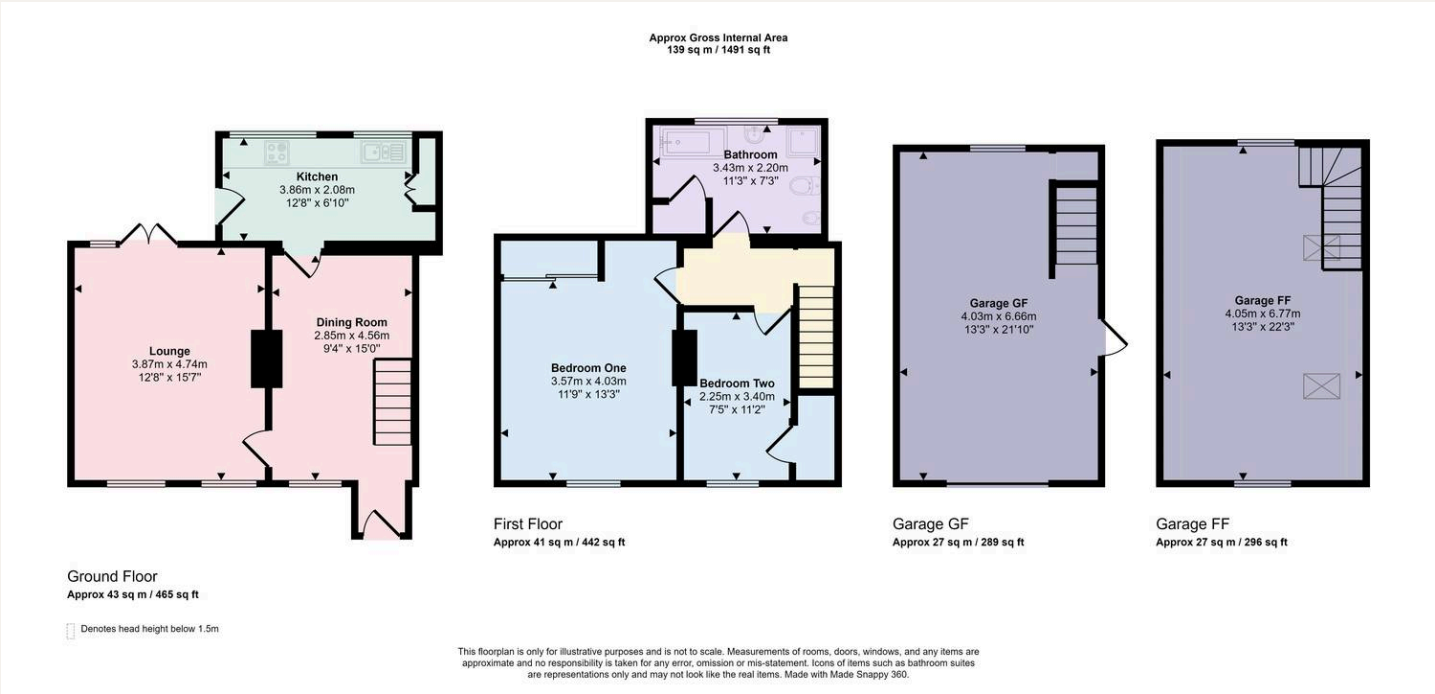 Approx Gross Internal Area
139 sq m / 1491 sq ft
Kitchen
3.86m x 2.08m
12'8" x 6'10"
Lounge
3.87m x 4.74m
12'8" x 15'7"
Dining Room
2.85m x 4.56m
9'4" x 15'0"
Ground Floor
Approx 43 sq m / 465 sq ft
Denotes head height below 1.5m
Bathroom
3.43m x 2.20m
11'3" x 7'3"
Bedroom One
3.57m x 4.03m
11'9" x 13'3"
Bedroom Two
2.25m x 3.40m
7'5" x 11'2"
First Floor
Approx 41 sq m / 442 sq ft
Garage GF
4.03m x 6.66m
13'3" x 21'10"
Garage GF
Approx 27 sq m / 289 sq ft
Garage FF
4.05m x 6.77m
13'3" x 22'3"
Garage FF
Approx 27 sq m / 296 sq ft
This floorplan is only for illustrative purposes and is not to scale. Measurements of rooms, doors, windows, and any items are
approximate and no responsibility is taken for any error, omission or mis-statement. Icons of items such as bathroom suites
are representations only and may not look like the real items. Made with Made Snappy 360.